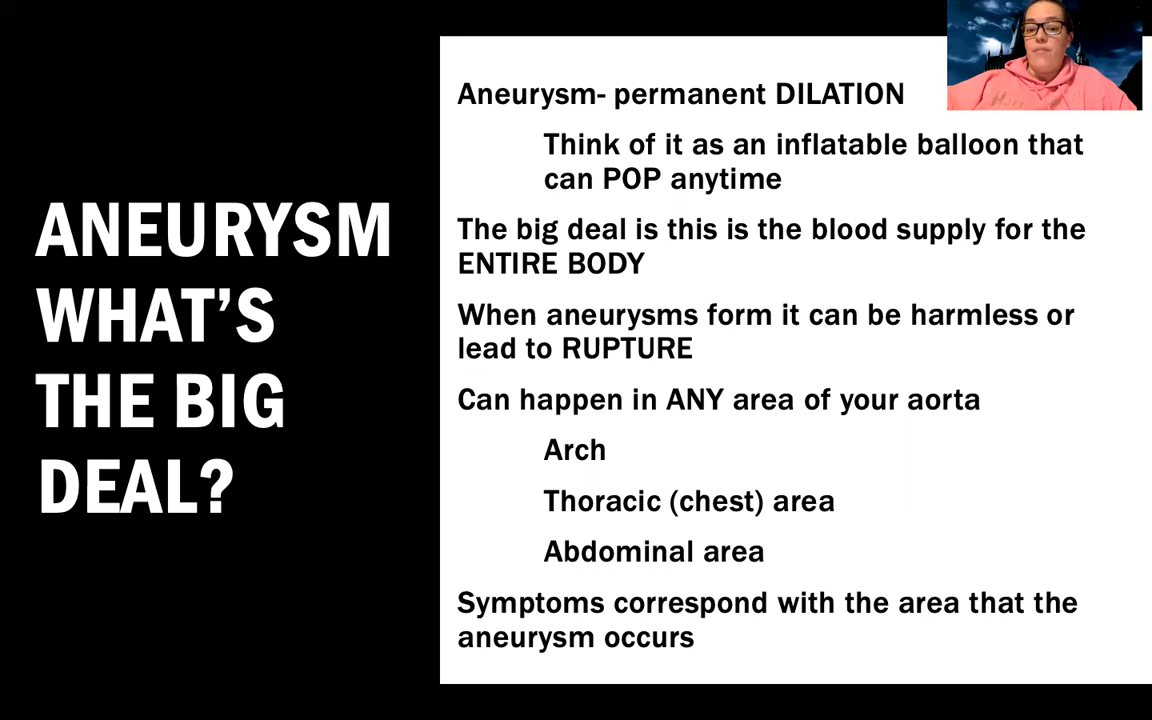 ANEURYSM
WHAT'S
THE BIG
DEAL?
Aneurysm- permanent DILATION
Think of it as an inflatable balloon that
can POP anytime
The big deal is this is the blood supply for the
ENTIRE BODY
When aneurysms form it can be harmless or
lead to RUPTURE
Can happen in ANY area of your aorta
Arch
Thoracic (chest) area
Abdominal area
Symptoms correspond with the area that the
aneurysm occurs